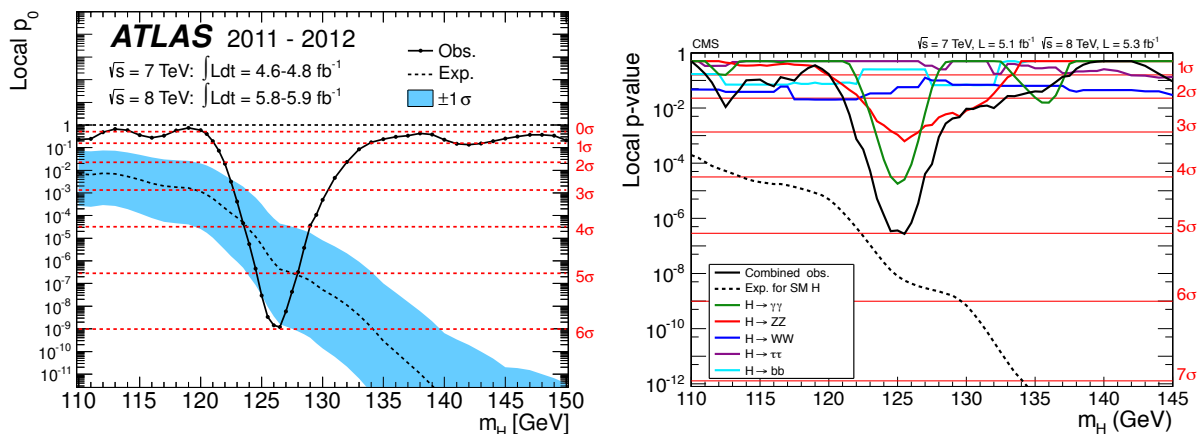 Local p0
ATLAS 2011 - 2012
√s = 7 TeV: ∫Ldt = 4.6-4.8 fb-1
√s = 8 TeV: ∫Ldt = 5.8-5.9 fb-1
Obs.
Exp.
±1 σ
1
10-1
10-2
10-3
10-4
10-5
10-6
10-7
10-8
10-9
10-10
10-11
0σ
1σ
2σ
3σ
4σ
5σ
6σ
110 115 120 125 130 135 140 145 150
mH [GeV]
CMS
√s = 7 TeV, L = 5.1 fb-1 √s = 8 TeV, L = 5.3 fb-1
Local p-value
1
10-2
10-4
10-6
10-8
10-10
10-12
1σ
2σ
3σ
4σ
5σ
6σ
7σ
Combined obs.
Exp. for SM H
H → γγ
H → ZZ
H → WW
H → ττ
H → bb
110 115 120 125 130 135 140 145
mH (GeV)